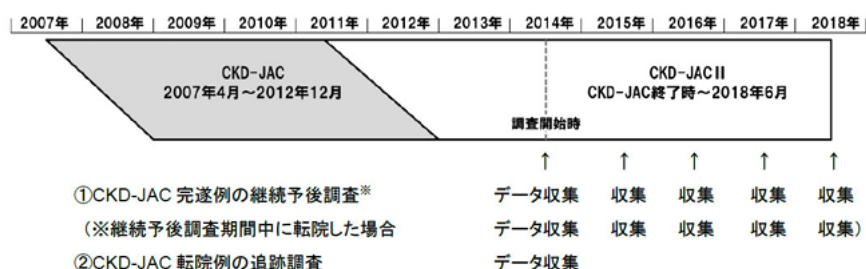 2007年 2008年 2009年 2010年 2011年 2012年 2013年 2014年 2015年 2016年 2017年 2018年
CKD-JAC
2007年4月～2012年12月
CKD-JACⅡ
CKD-JAC終了時～2018年6月
調査開始時
↑ ↑ ↑ ↑ ↑
①CKD-JAC 完遂例の継続予後調査※ データ収集 収集 収集 収集 収集
(※継続予後調査期間中に転院した場合 データ収集 収集 収集 収集 収集)
②CKD-JAC 転院例の追跡調査 データ収集